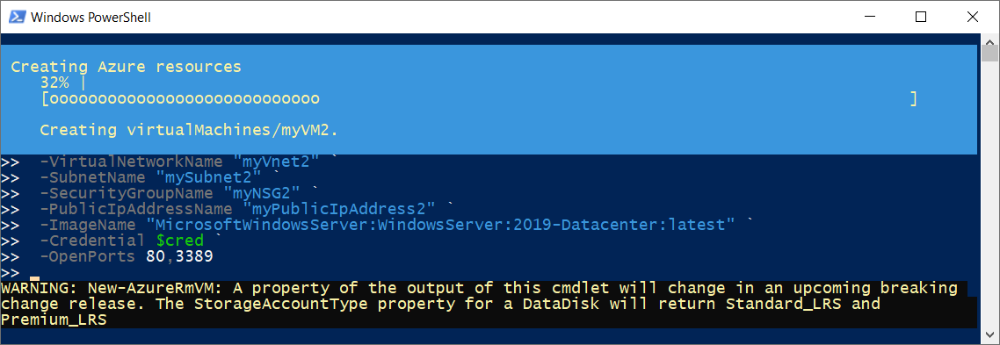 Windows PowerShell
Creating Azure resources
32% |
[oooooooooooooooooooooooooooo ]
Creating virtualMachines/myVM2.
>> -VirtualNetworkName "myVnet2" `
>> -SubnetName "mySubnet2" `
>> -SecurityGroupName "myNSG2" `
>> -PublicIpAddressName "myPublicIpAddress2" `
>> -ImageName "MicrosoftWindowsServer:WindowsServer:2019-Datacenter:latest" `
>> -Credential $cred `
>> -OpenPorts 80,3389
>>
WARNING: New-AzureRmVM: A property of the output of this cmdlet will change in an upcoming breaking
change release. The StorageAccountType property for a DataDisk will return Standard_LRS and
Premium_LRS